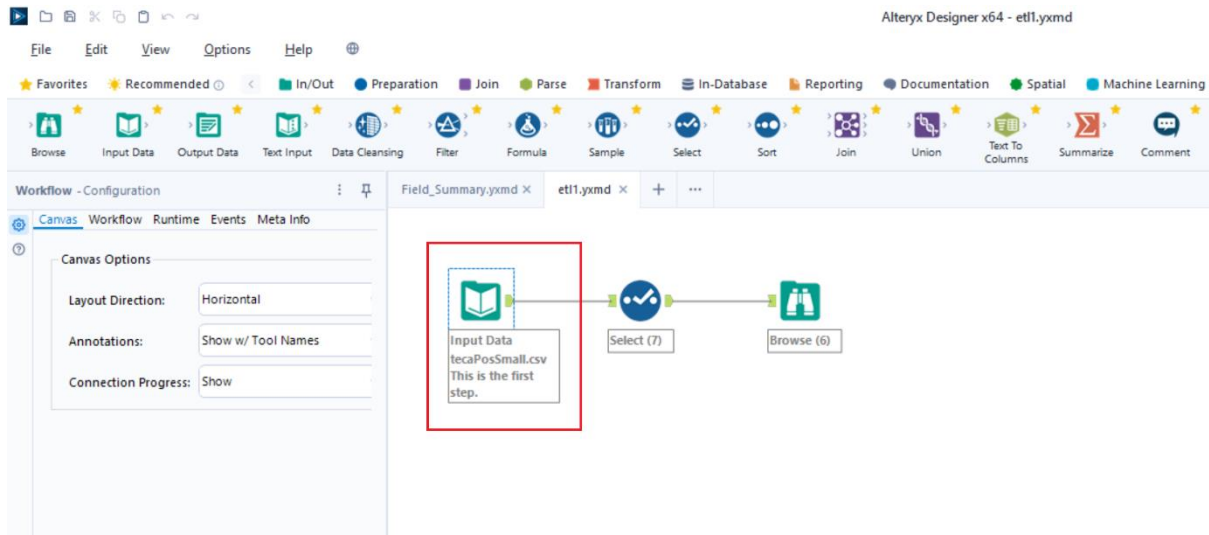 Alteryx Designer x64 - etl1.yxmd
File Edit View Options Help
Favorites Recommended In/Out Preparation Join Parse Transform In-Database Reporting Documentation Spatial Machine Learning
Browse Input Data Output Data Text Input Data Cleansing Filter Formula Sample Select Sort Join Union Text To Columns Summarize Comment
Workflow - Configuration
Field_Summary.yxmd × etl1.yxmd × + ...
Canvas Workflow Runtime Events Meta Info
Canvas Options
Layout Direction: Horizontal
Annotations: Show w/ Tool Names
Connection Progress: Show
Input Data
tecaPosSmall.csv
This is the first
step.
Select (7)
Browse (6)